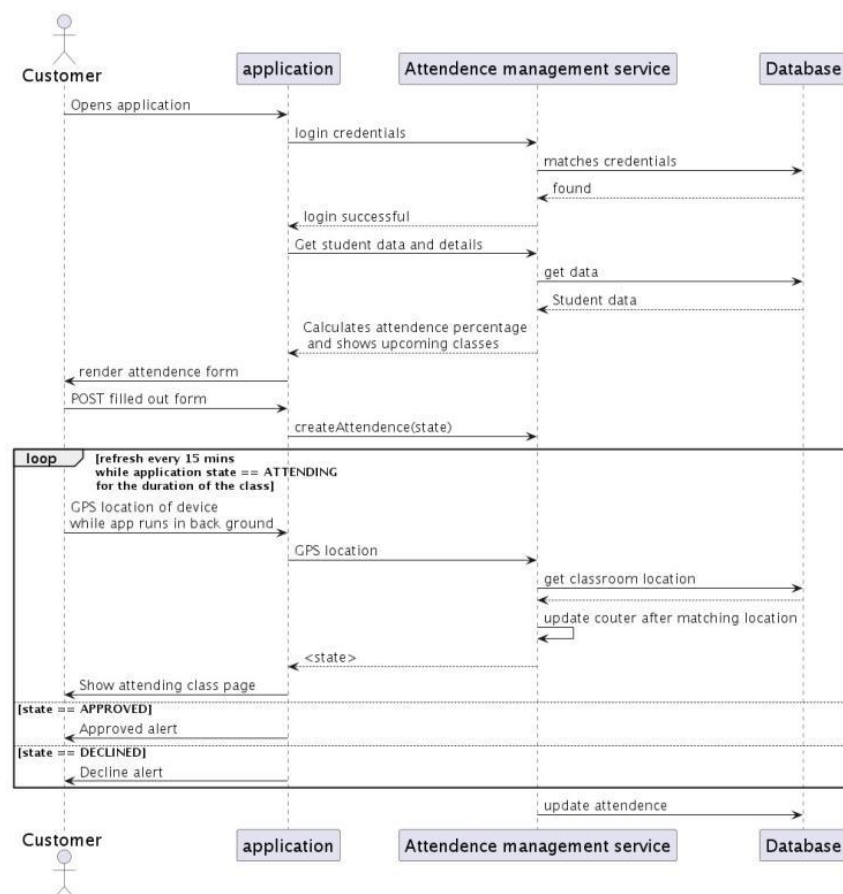 Customer
application
Attendence management service
Database
Opens application
login credentials
matches credentials
found
login successful
Get student data and details
get data
Student data
Calculates attendence percentage
and shows upcoming classes
render attendence form
POST filled out form
createAttendence(state)
loop
[refresh every 15 mins
while application state == ATTENDING
for the duration of the class]
GPS location of device
while app runs in back ground
GPS location
get classroom location
update couter after matching location
<state>
Show attending class page
[state == APPROVED]
Approved alert
[state == DECLINED]
Decline alert
update attendence
Customer
application
Attendence management service
Database